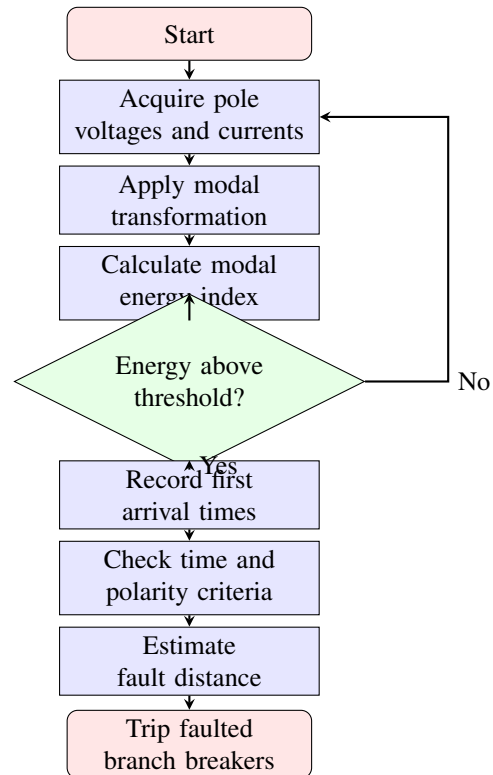 Start
Acquire pole
voltages and currents
Apply modal
transformation
Calculate modal
energy index
Energy above
threshold?
No
Yes
Record first
arrival times
Check time and
polarity criteria
Estimate
fault distance
Trip faulted
branch breakers